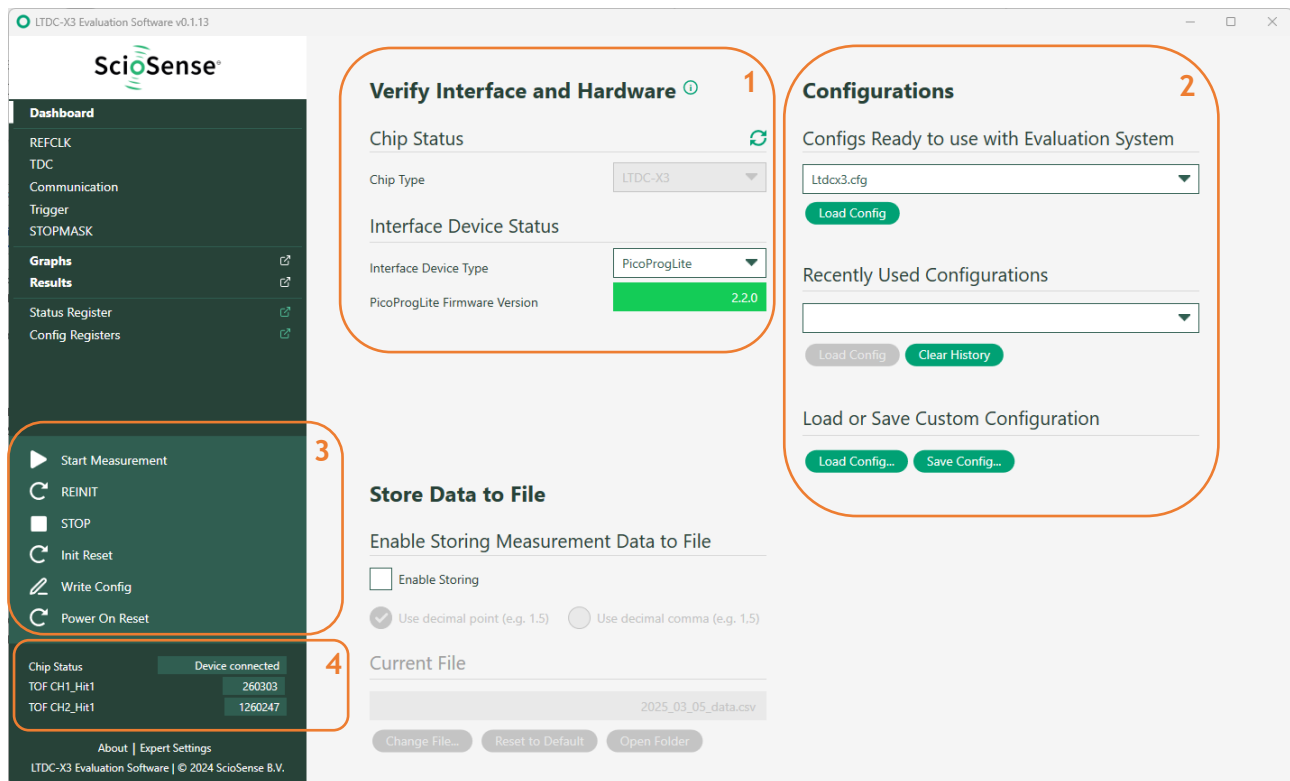 LTDC-X3 Evaluation Software v0.1.13
ScioSense
Dashboard
REFCLK
TDC
Communication
Trigger
STOPMASK
Graphs
Results
Status Register
Config Registers
3
Start Measurement
REINIT
STOP
Init Reset
Write Config
Power On Reset
4
Chip Status Device connected
TOF CH1_Hit1 260303
TOF CH2_Hit1 1260247
About | Expert Settings
LTDC-X3 Evaluation Software | © 2024 ScioSense B.V.
1
Verify Interface and Hardware
Chip Status
Chip Type LTDC-X3
Interface Device Status
Interface Device Type PicoProgLite
PicoProgLite Firmware Version 2.2.0
Store Data to File
Enable Storing Measurement Data to File
Enable Storing
Use decimal point (e.g. 1.5) Use decimal comma (e.g. 1,5)
Current File
2025_03_05_data.csv
Change File... Reset to Default Open Folder
2
Configurations
Configs Ready to use with Evaluation System
Ltdcx3.cfg
Load Config
Recently Used Configurations
Load Config Clear History
Load or Save Custom Configuration
Load Config... Save Config...